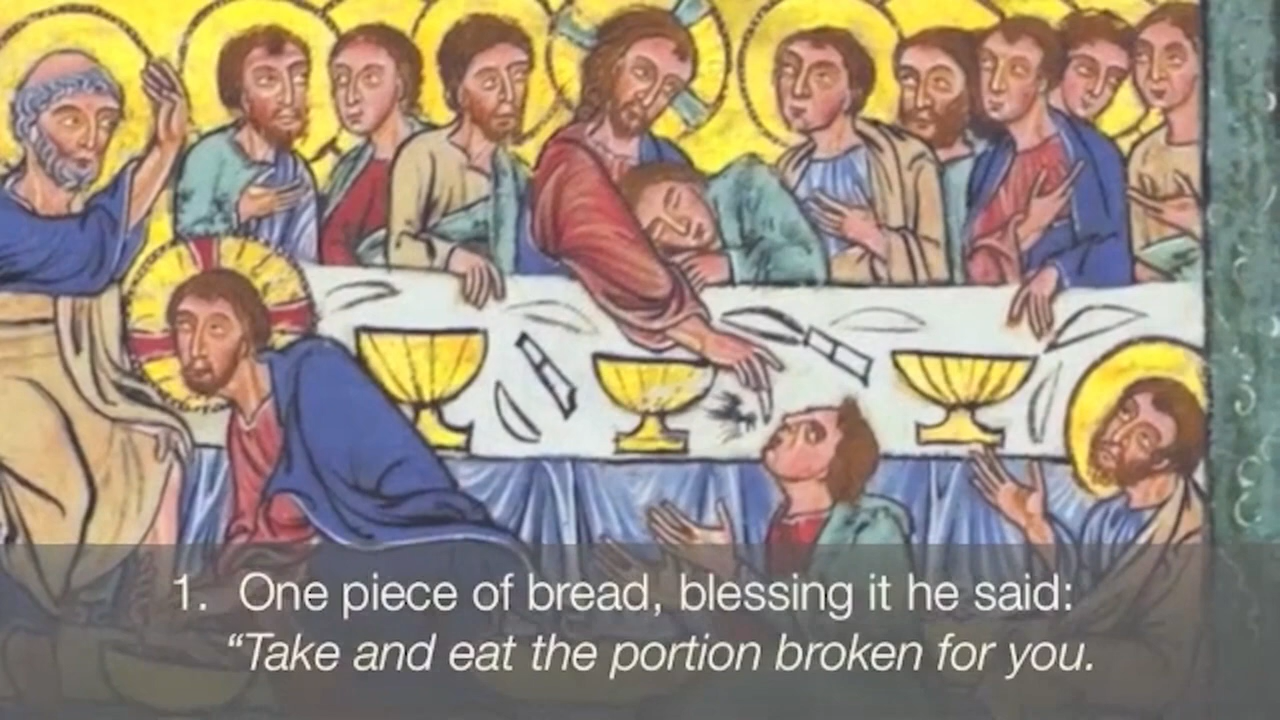 1. One piece of bread, blessing it he said:
“Take and eat the portion broken for you.